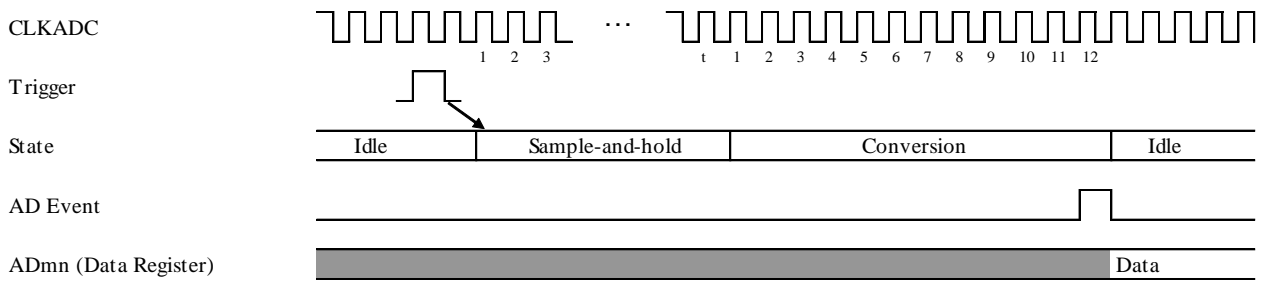 CLKADC
...
1 2 3 t 1 2 3 4 5 6 7 8 9 10 11 12
Trigger
State Idle Sample-and-hold Conversion Idle
AD Event
ADmn (Data Register) Data